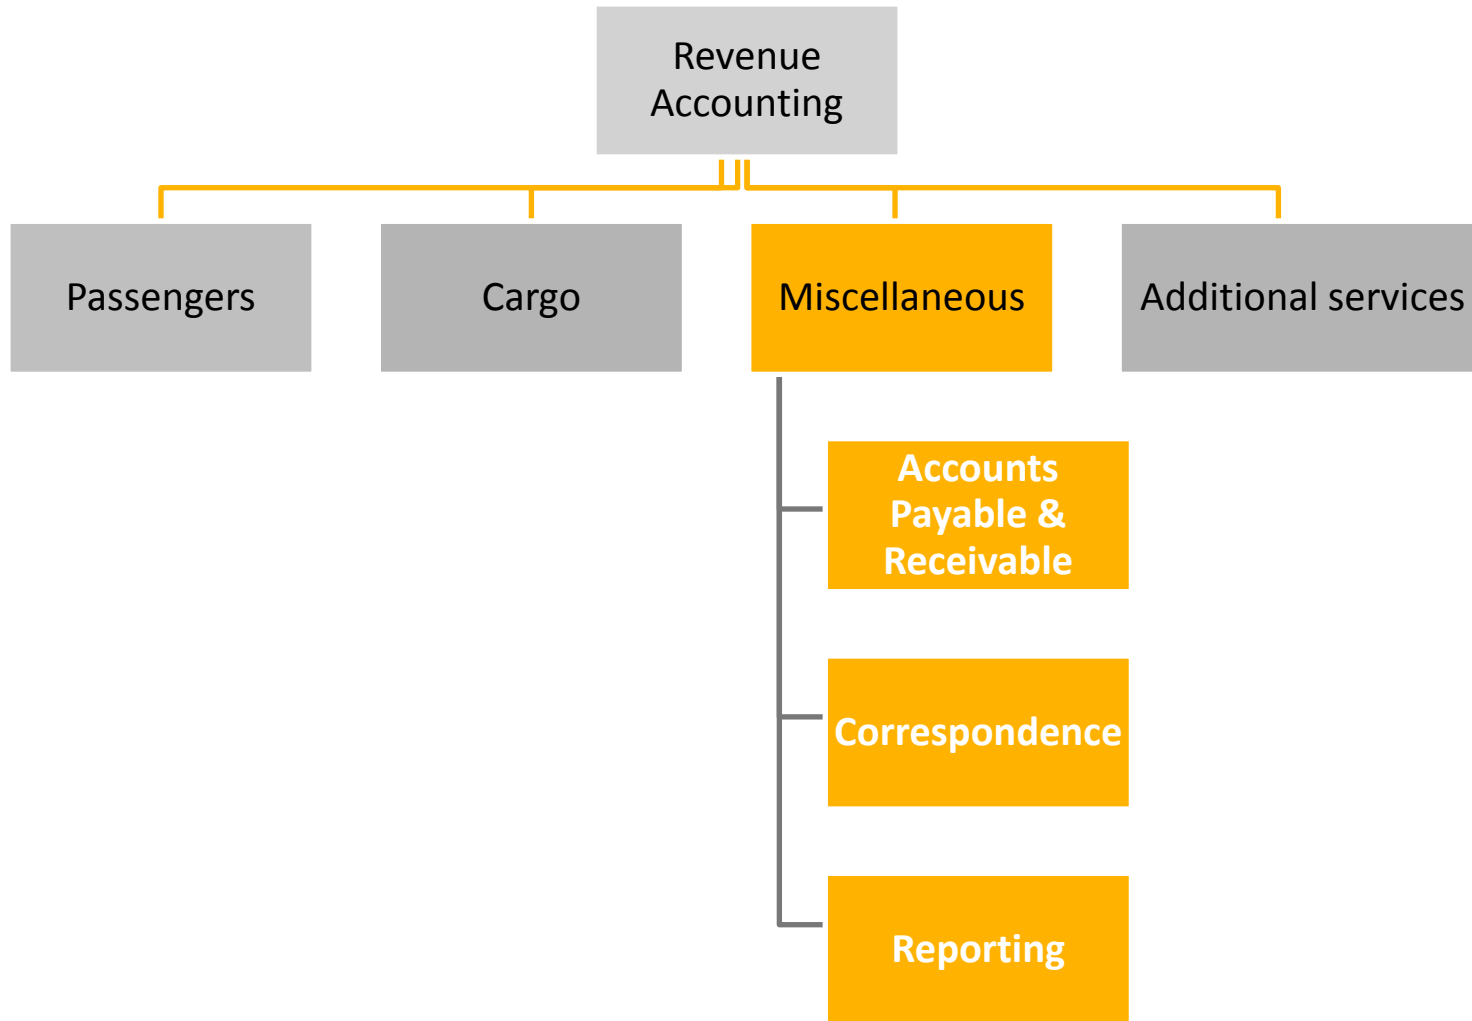 Revenue
Accounting
Passengers
Cargo
Miscellaneous
Additional services
Accounts
Payable &
Receivable
Correspondence
Reporting